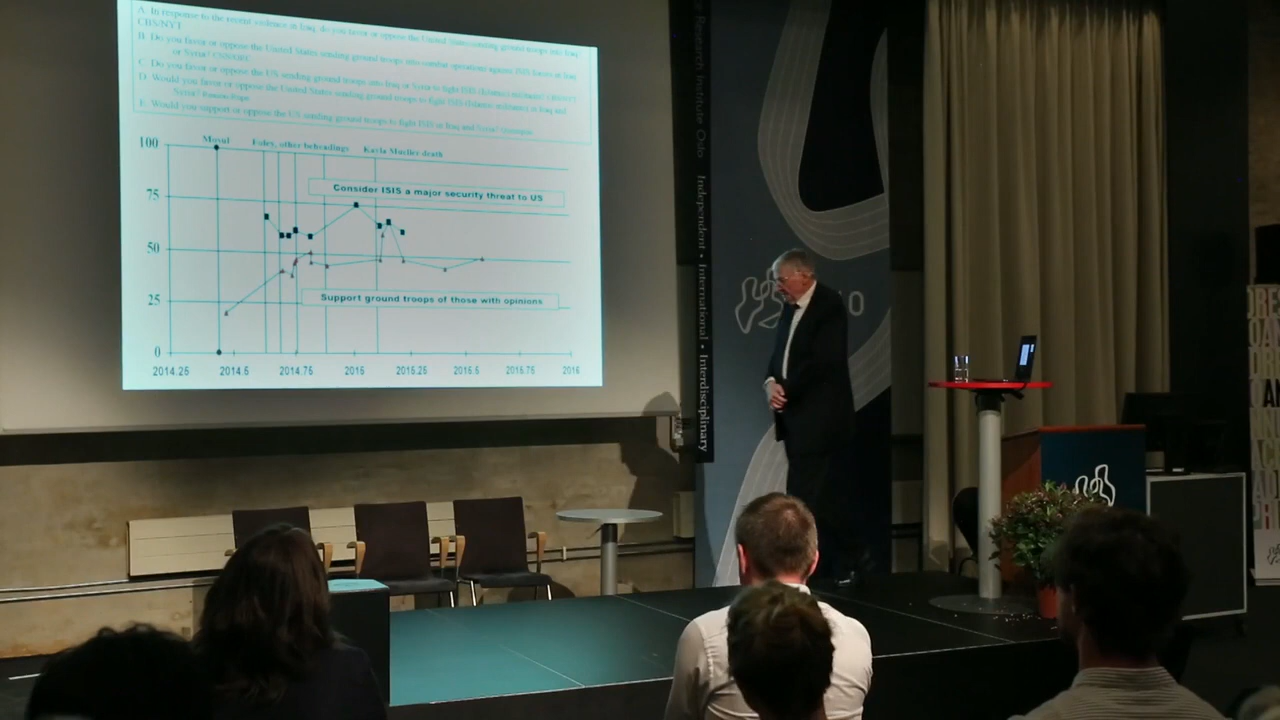 A. In response to the recent violence in Iraq, do you favor or oppose the United States sending ground troops into Iraq?
CBS/NYT
B. Do you favor or oppose the United States sending ground troops into combat operations against ISIS forces in Iraq
or Syria?
C. Do you favor or oppose the US sending ground troops into Iraq or Syria to fight ISIS (Islamic militants)?
D. Would you favor or oppose the United States sending ground troops to fight ISIS (Islamic militants) in Iraq and
Syria?
E. Would you support or oppose the US sending ground troops to fight ISIS in Iraq and Syria?
100
75
50
25
0
Mosul
Foley, other beheadings
Kayla Mueller death
Consider ISIS a major security threat to US
Support ground troops of those with opinions
2014.25
2014.5
2014.75
2015
2015.25
2015.5
2015.75
2016
Research Institute Oslo Independent • International • Interdisciplinary